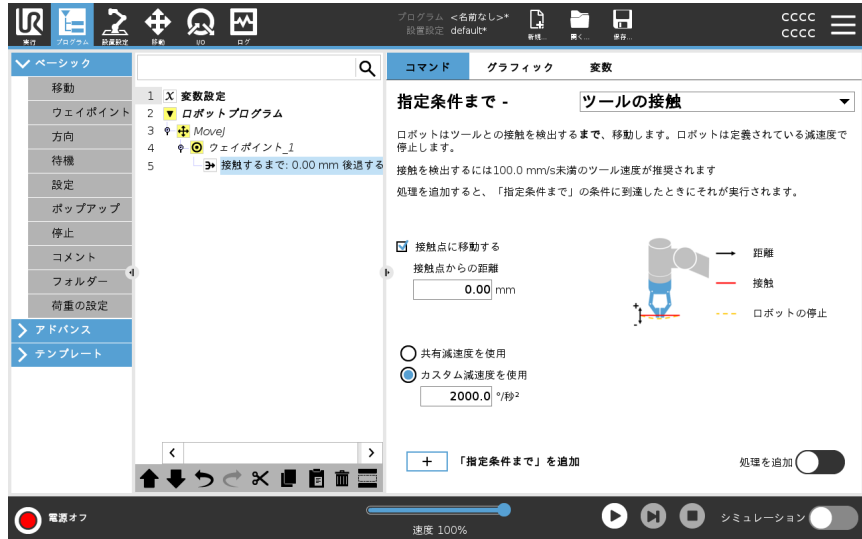 UR
実行
プログラム
設置設定
移動
I/O
ログ
プログラム <名前なし>*
設置設定 default*
新規...
開く...
保存...
CCCC
CCCC
ベーシック
移動
ウェイポイント
方向
待機
設定
ポップアップ
停止
コメント
フォルダー
荷重の設定
アドバンス
テンプレート
1 X 変数設定
2 ロボットプログラム
3 MoveJ
4 ウェイポイント_1
5 接触するまで: 0.00 mm 後退する
コマンド グラフィック 変数
指定条件まで - ツールの接触
ロボットはツールとの接触を検出するまで、移動します。ロボットは定義されている減速度で
停止します。
接触を検出するには100.0 mm/s未満のツール速度が推奨されます
処理を追加すると、「指定条件まで」の条件に到達したときにそれが実行されます。
接触点に移動する
接触点からの距離
0.00 mm
距離
接触
ロボットの停止
+
-
共有減速度を使用
カスタム減速度を使用
2000.0 °/秒²
+ 「指定条件まで」を追加
処理を追加
電源オフ
速度 100%
シミュレーション